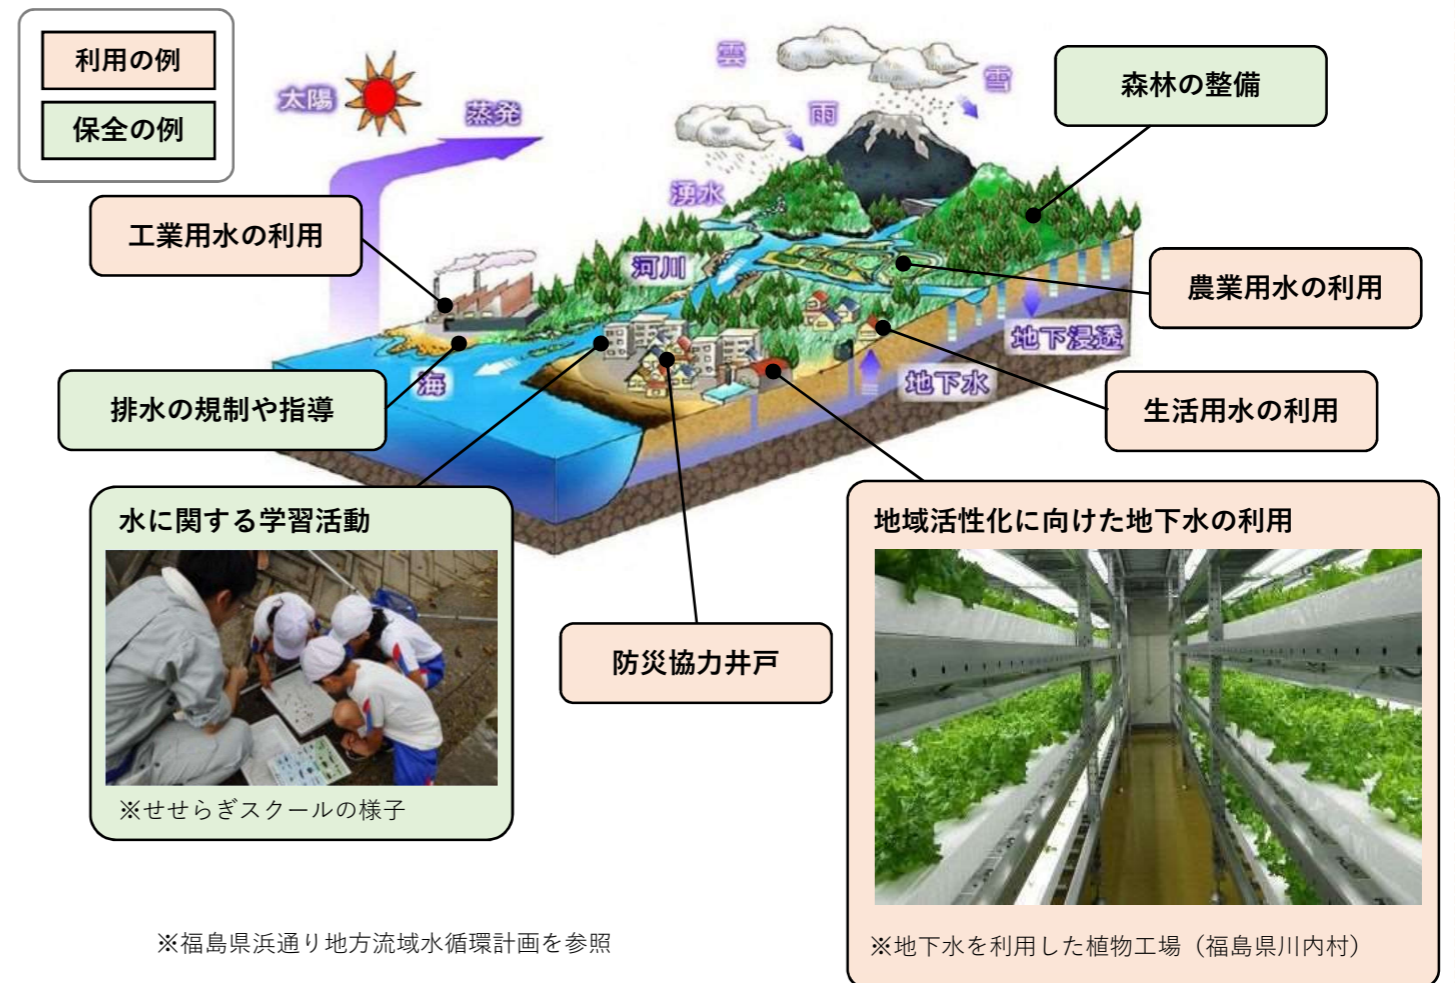 利用の例
保全の例
太陽
蒸発
雲
雪
雨
湧水
河川
海
地下水
地下浸透
森林の整備
工業用水の利用
農業用水の利用
排水の規制や指導
生活用水の利用
水に関する学習活動
※せせらぎスクールの様子
防災協力井戸
地域活性化に向けた地下水の利用
※地下水を利用した植物工場（福島県川内村）
※福島県浜通り地方流域水循環計画を参照